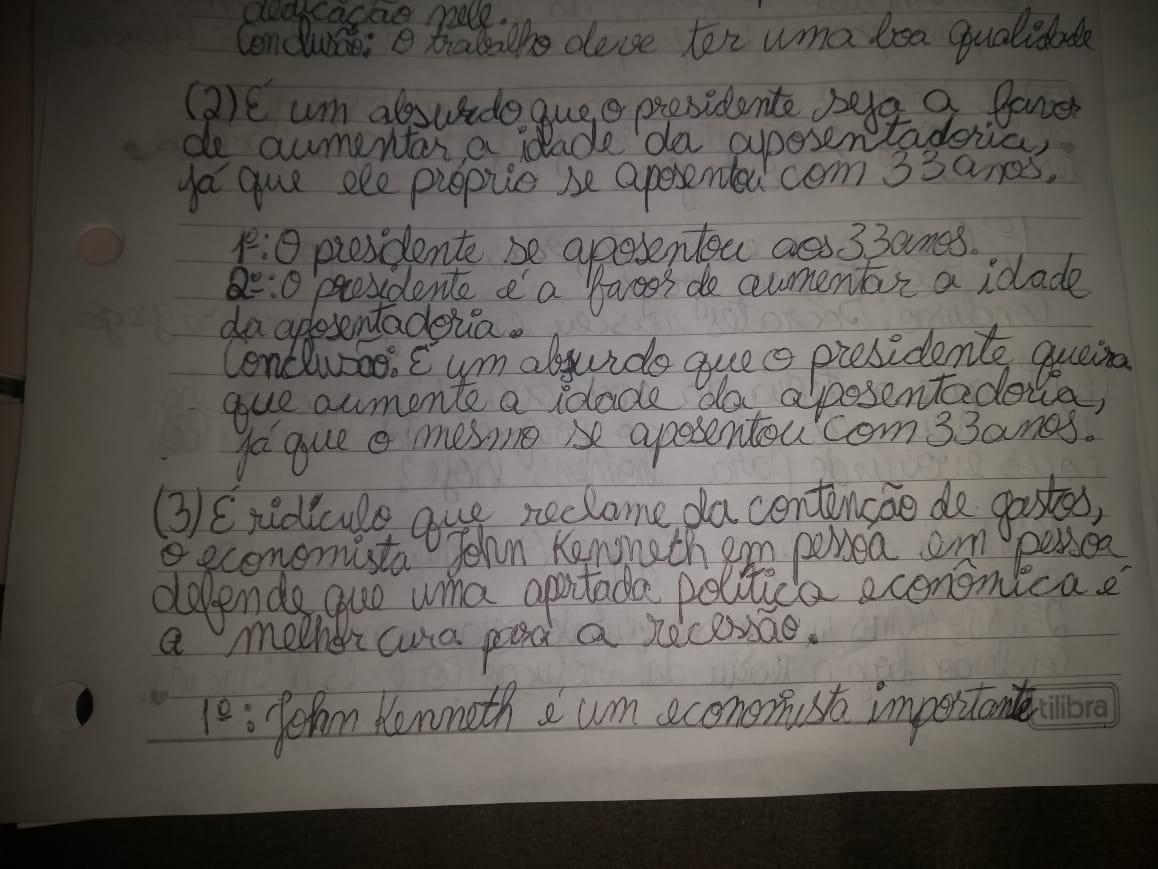 dedicação nele.
Conclusão: O trabalho deve ter uma boa qualidade
(2) É um absurdo que o presidente seja a favor
de aumentar a idade da aposentadoria,
já que ele próprio se aposentou com 33 anos.
1º: O presidente se aposentou aos 33 anos.
2º: O presidente é a favor de aumentar a idade
da aposentadoria.
Conclusão: É um absurdo que o presidente queira
que aumente a idade da aposentadoria,
já que o mesmo se aposentou com 33 anos.
(3) É ridículo que reclame da contenção de gastos,
o economista John Kenneth em pessoa em pessoa
defende que uma apertada política econômica é
a melhor cura para a recessão.
1º: John Kenneth é um economista importante
tilibra